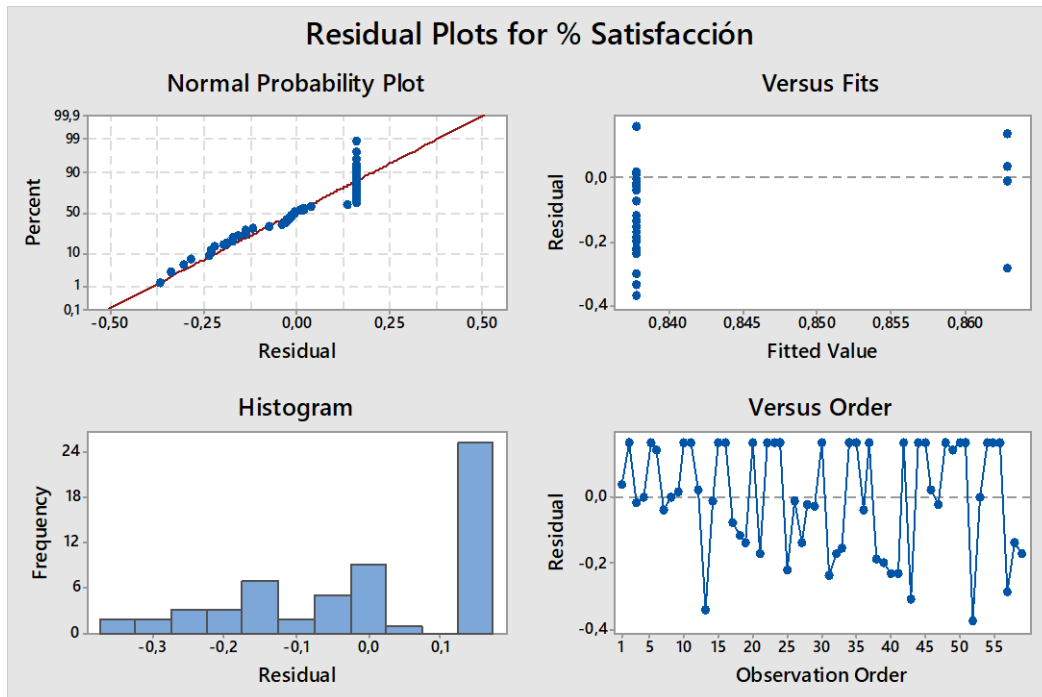 Residual Plots for % Satisfacción
Normal Probability Plot
Percent
99,9
99
90
50
10
1
0,1
-0,50 -0,25 0,00 0,25 0,50
Residual
Versus Fits
Residual
0,0
-0,2
-0,4
0,840 0,845 0,850 0,855 0,860
Fitted Value
Histogram
Frequency
24
18
12
6
0
-0,3 -0,2 -0,1 0,0 0,1
Residual
Versus Order
Residual
0,0
-0,2
-0,4
1 5 10 15 20 25 30 35 40 45 50 55
Observation Order